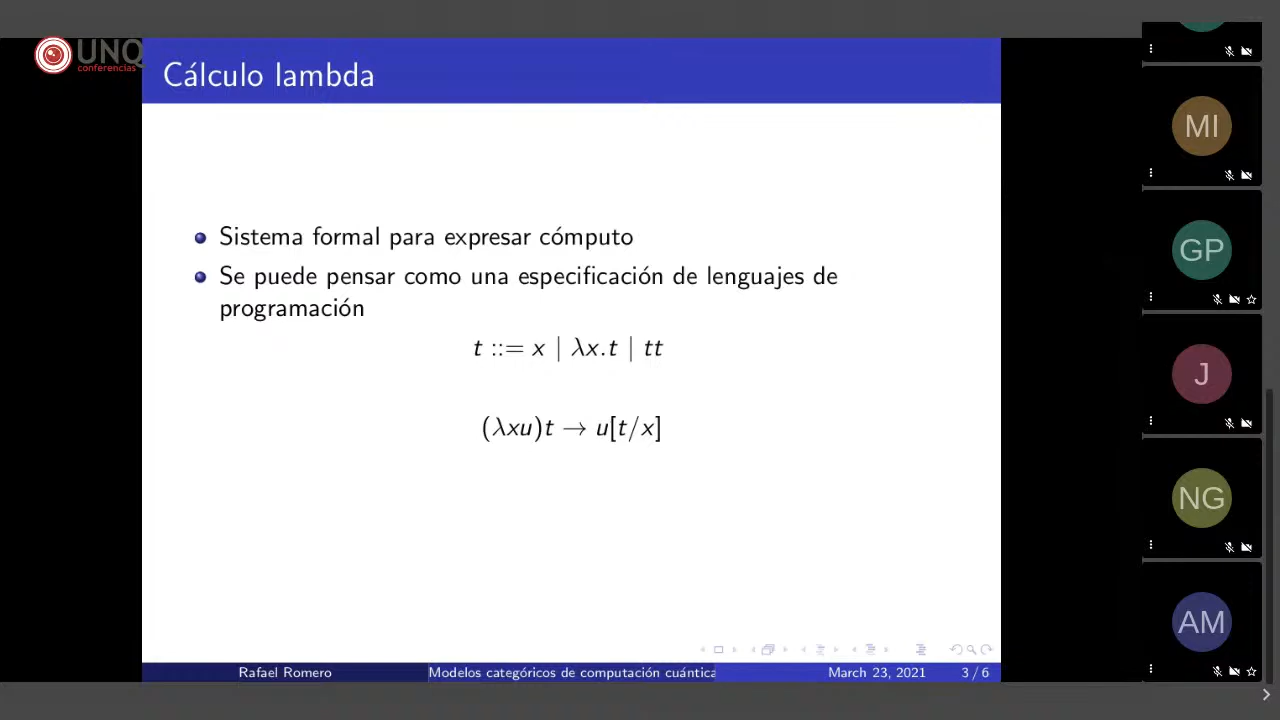 UNQ
conferencias
Cálculo lambda
Sistema formal para expresar cómputo
Se puede pensar como una especificación de lenguajes de
programación
t ::= x | λx.t | tt
(λxu)t → u[t/x]
Rafael Romero
Modelos categóricos de computación cuántica
March 23, 2021
3 / 6
MI
GP
J
NG
AM